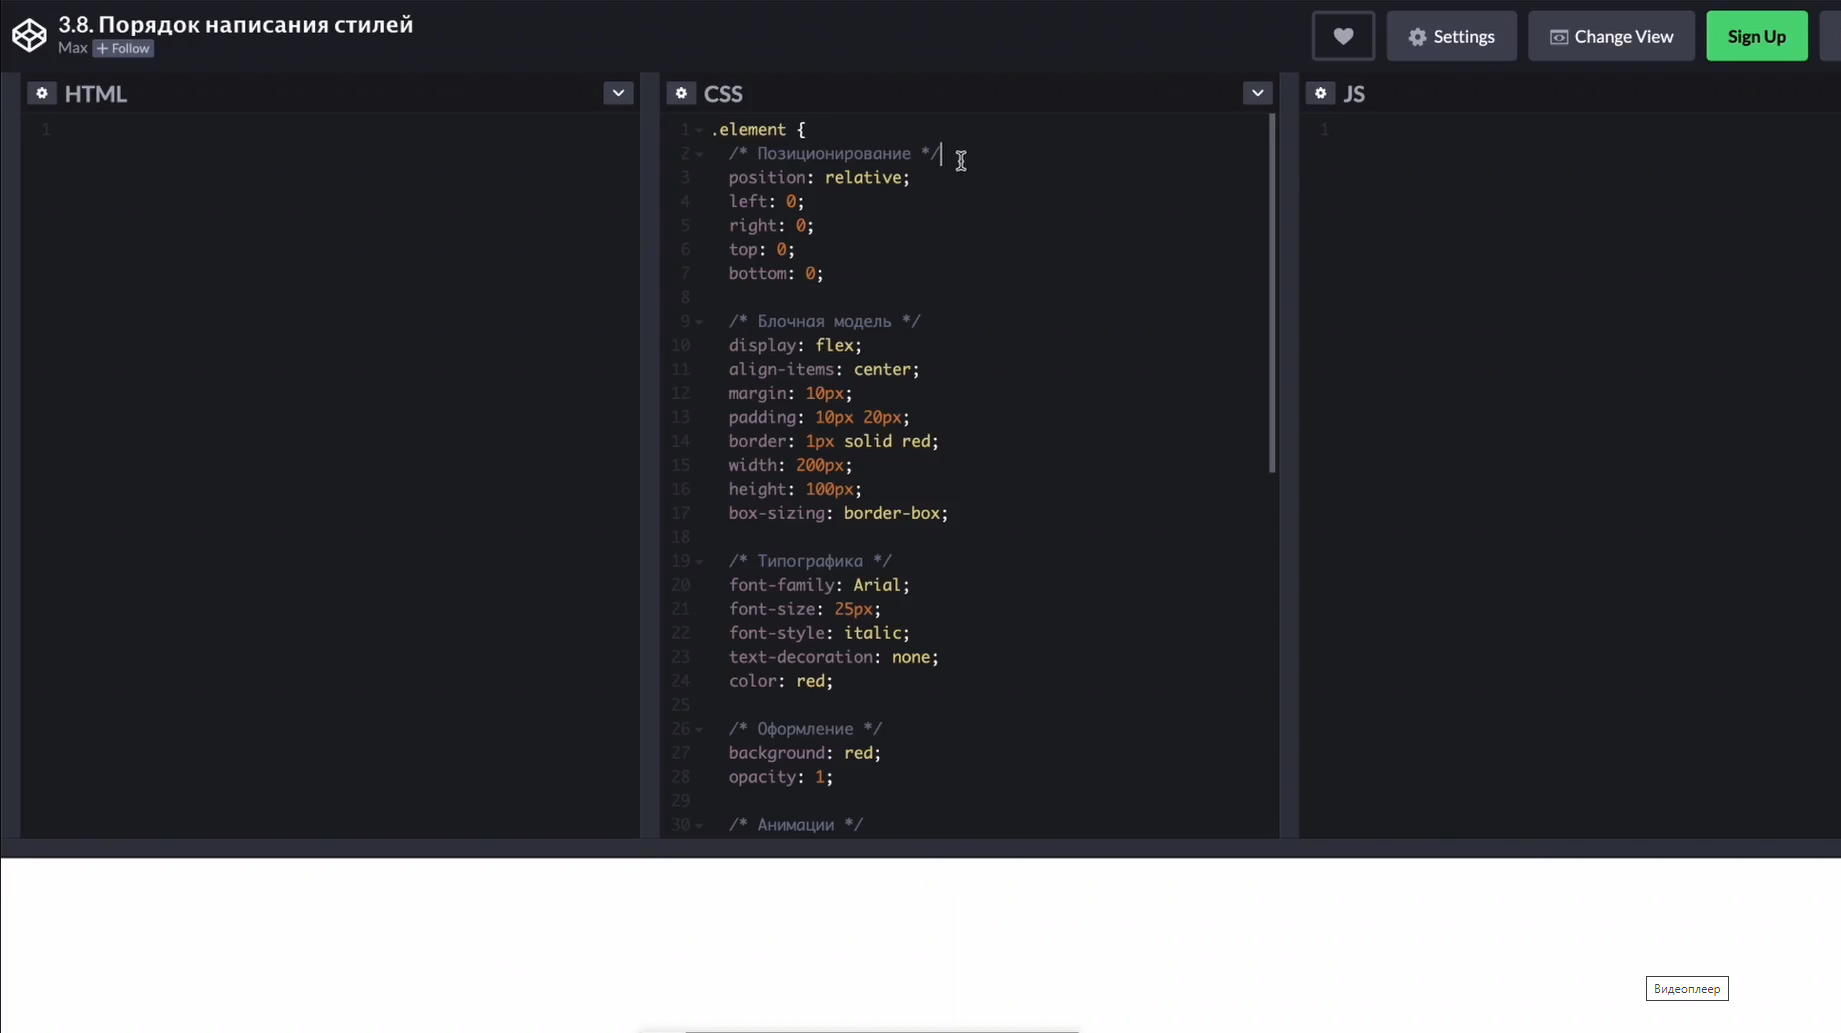 3.8. Порядок написания стилей
Max + Follow
Settings
Change View
Sign Up
HTML
1
CSS
1 .element {
2 /* Позиционирование */
3 position: relative;
4 left: 0;
5 right: 0;
6 top: 0;
7 bottom: 0;
8
9 /* Блочная модель */
10 display: flex;
11 align-items: center;
12 margin: 10px;
13 padding: 10px 20px;
14 border: 1px solid red;
15 width: 200px;
16 height: 100px;
17 box-sizing: border-box;
18
19 /* Типографика */
20 font-family: Arial;
21 font-size: 25px;
22 font-style: italic;
23 text-decoration: none;
24 color: red;
25
26 /* Оформление */
27 background: red;
28 opacity: 1;
29
30 /* Анимации */
JS
1
Видеоплеер